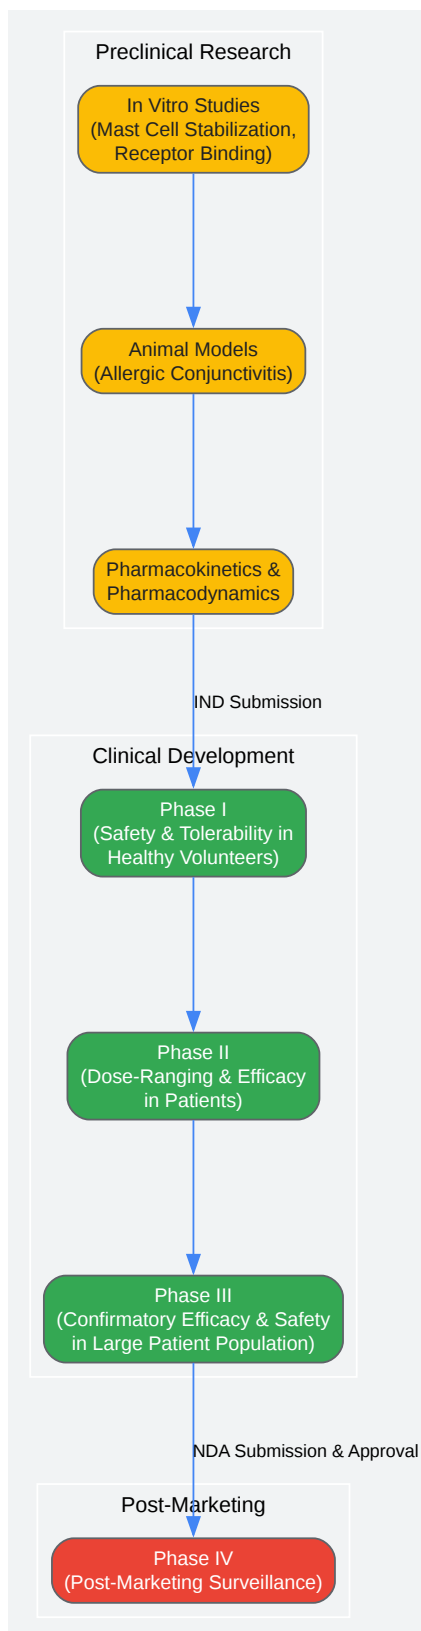 Preclinical Research
In Vitro Studies
(Mast Cell Stabilization,
Receptor Binding)
Animal Models
(Allergic Conjunctivitis)
Pharmacokinetics &
Pharmacodynamics
IND Submission
Clinical Development
Phase I
(Safety & Tolerability in
Healthy Volunteers)
Phase II
(Dose-Ranging & Efficacy
in Patients)
Phase III
(Confirmatory Efficacy & Safety
in Large Patient Population)
NDA Submission & Approval
Post-Marketing
Phase IV
(Post-Marketing Surveillance)